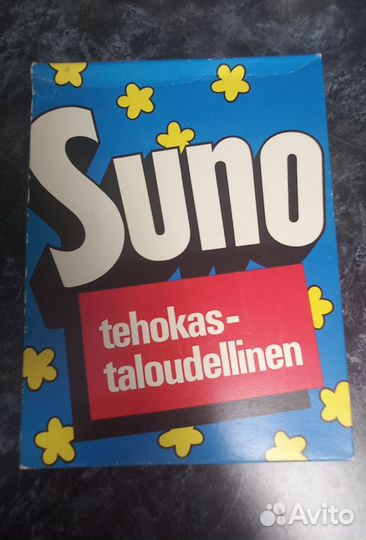 Suno
tehokas-
taloudellinen
Avito